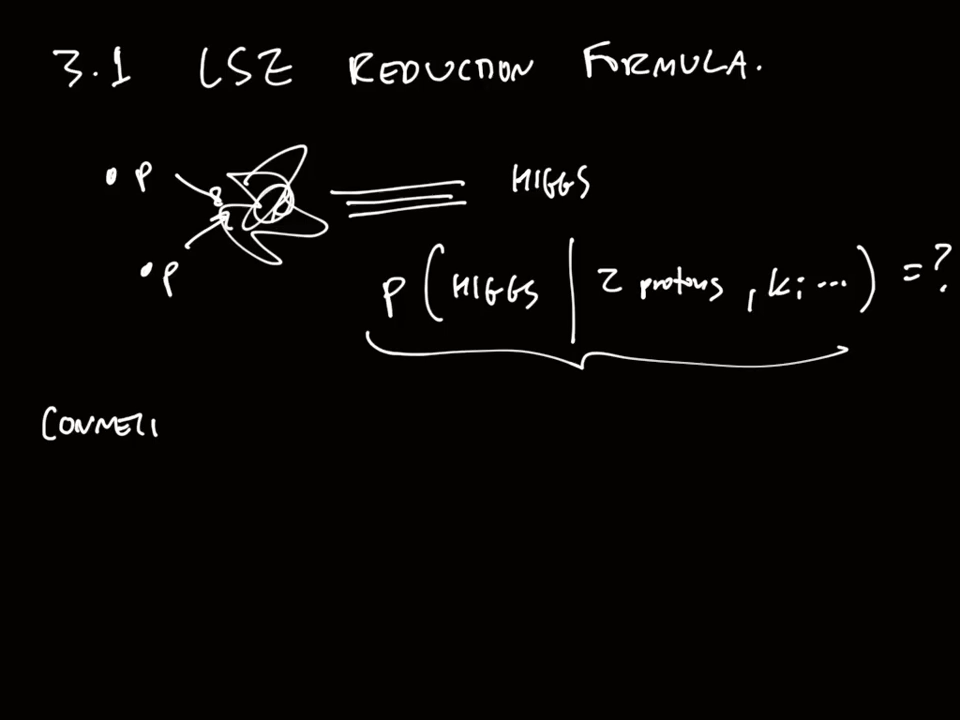 3.1 LSZ REDUCTION FORMULA.
• p
HIGGS
• p
P(HIGGS | 2 protons, ki ...) = ?